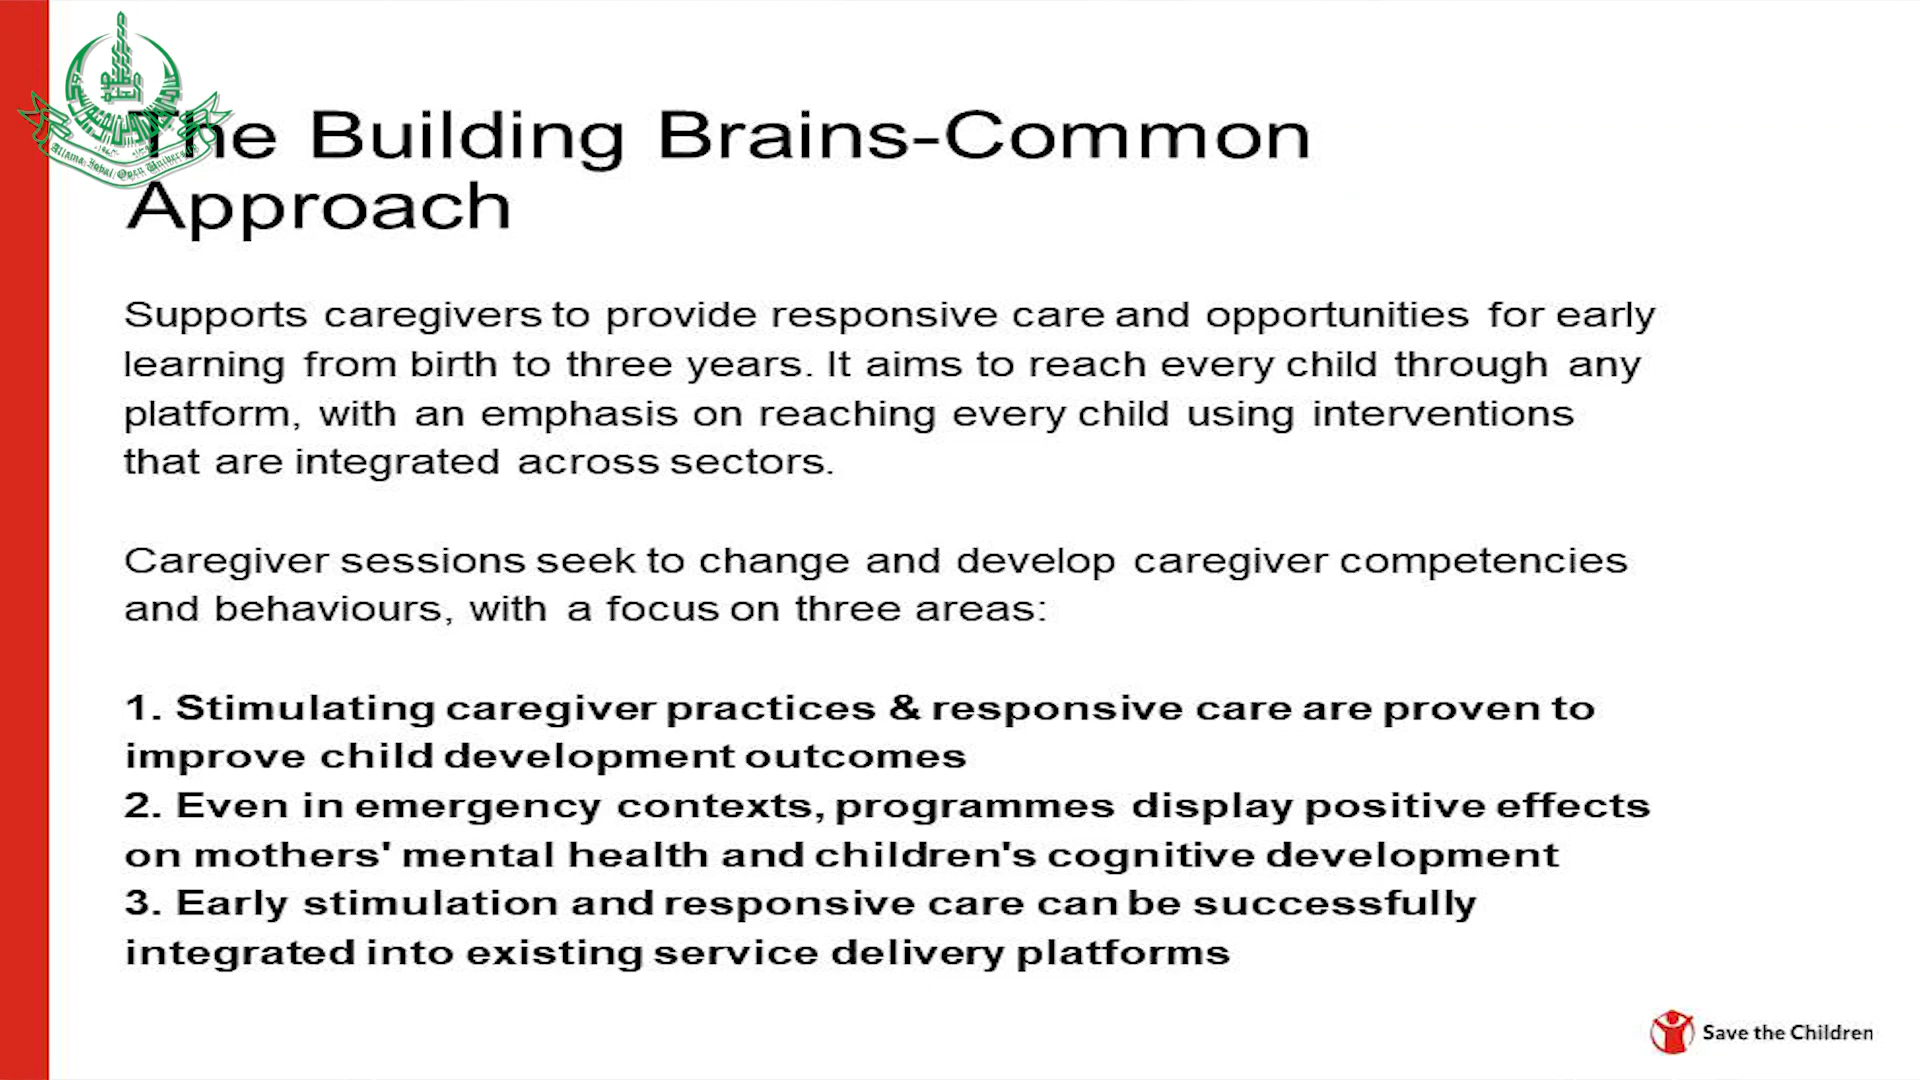 Allama Iqbal Open University
The Building Brains-Common
Approach
Supports caregivers to provide responsive care and opportunities for early
learning from birth to three years. It aims to reach every child through any
platform, with an emphasis on reaching every child using interventions
that are integrated across sectors.
Caregiver sessions seek to change and develop caregiver competencies
and behaviours, with a focus on three areas:
1. Stimulating caregiver practices & responsive care are proven to
improve child development outcomes
2. Even in emergency contexts, programmes display positive effects
on mothers' mental health and children's cognitive development
3. Early stimulation and responsive care can be successfully
integrated into existing service delivery platforms
Save the Children